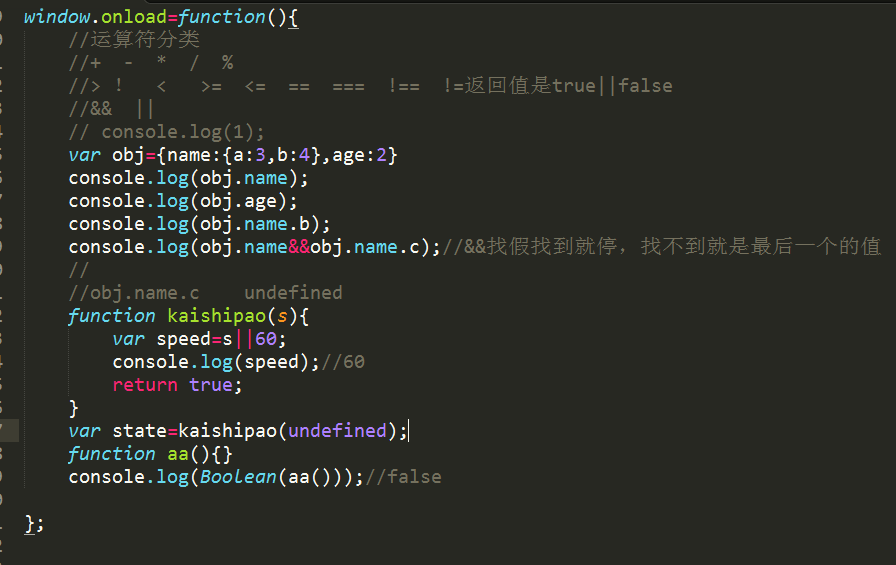 window.onload=function(){
//运算符分类
//+ - * / %
//> ! < >= <= == === !== !=返回值是true||false
//&& ||
// console.log(1);
var obj={name:{a:3,b:4},age:2}
console.log(obj.name);
console.log(obj.age);
console.log(obj.name.b);
console.log(obj.name&&obj.name.c);//&&找假找到就停，找不到就是最后一个的值
//
//obj.name.c undefined
function kaishipao(s){
var speed=s||60;
console.log(speed);//60
return true;
}
var state=kaishipao(undefined);
function aa(){}
console.log(Boolean(aa()));//false
};